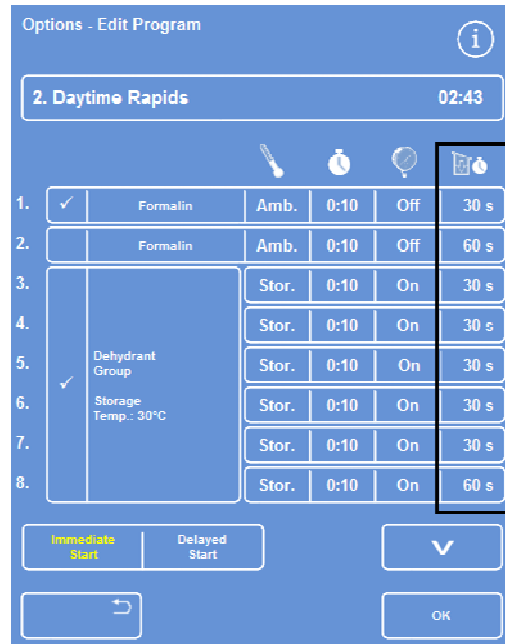 Options - Edit Program
i
2. Daytime Rapids 02:43
1. ✓ Formalin Amb. 0:10 Off 30 s
2. Formalin Amb. 0:10 Off 60 s
3. Stor. 0:10 On 30 s
4. Stor. 0:10 On 30 s
5. Dehydrant Group Stor. 0:10 On 30 s
6. ✓ Storage Temp.: 30°C Stor. 0:10 On 30 s
7. Stor. 0:10 On 30 s
8. Stor. 0:10 On 60 s
Immediate Start Delayed Start
OK